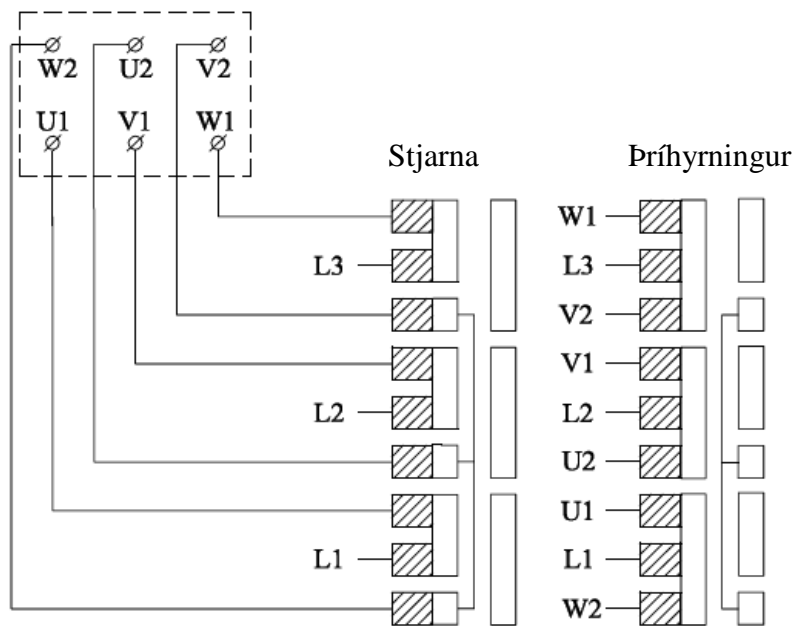 W2 U2 V2
U1 V1 W1
Stjarna
L3
L2
L1
Þríhyrningur
W1
L3
V2
V1
L2
U2
U1
L1
W2